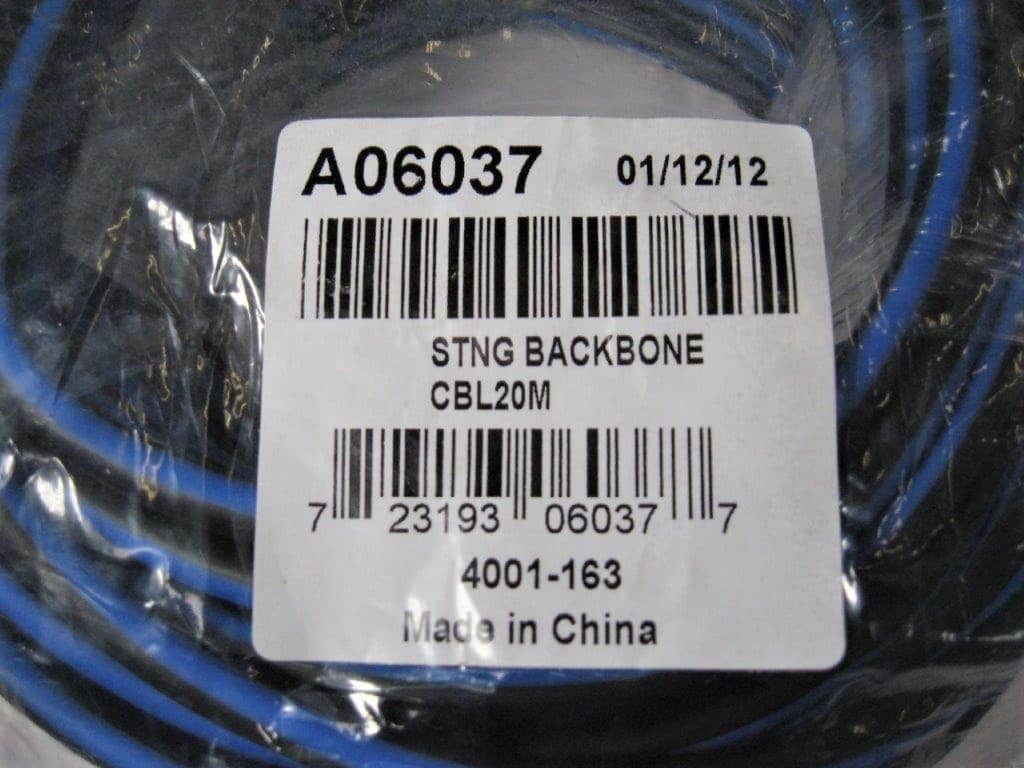 A06037 01/12/12
STNG BACKBONE
CBL20M
7 23193 06037 7
4001-163
Made in China